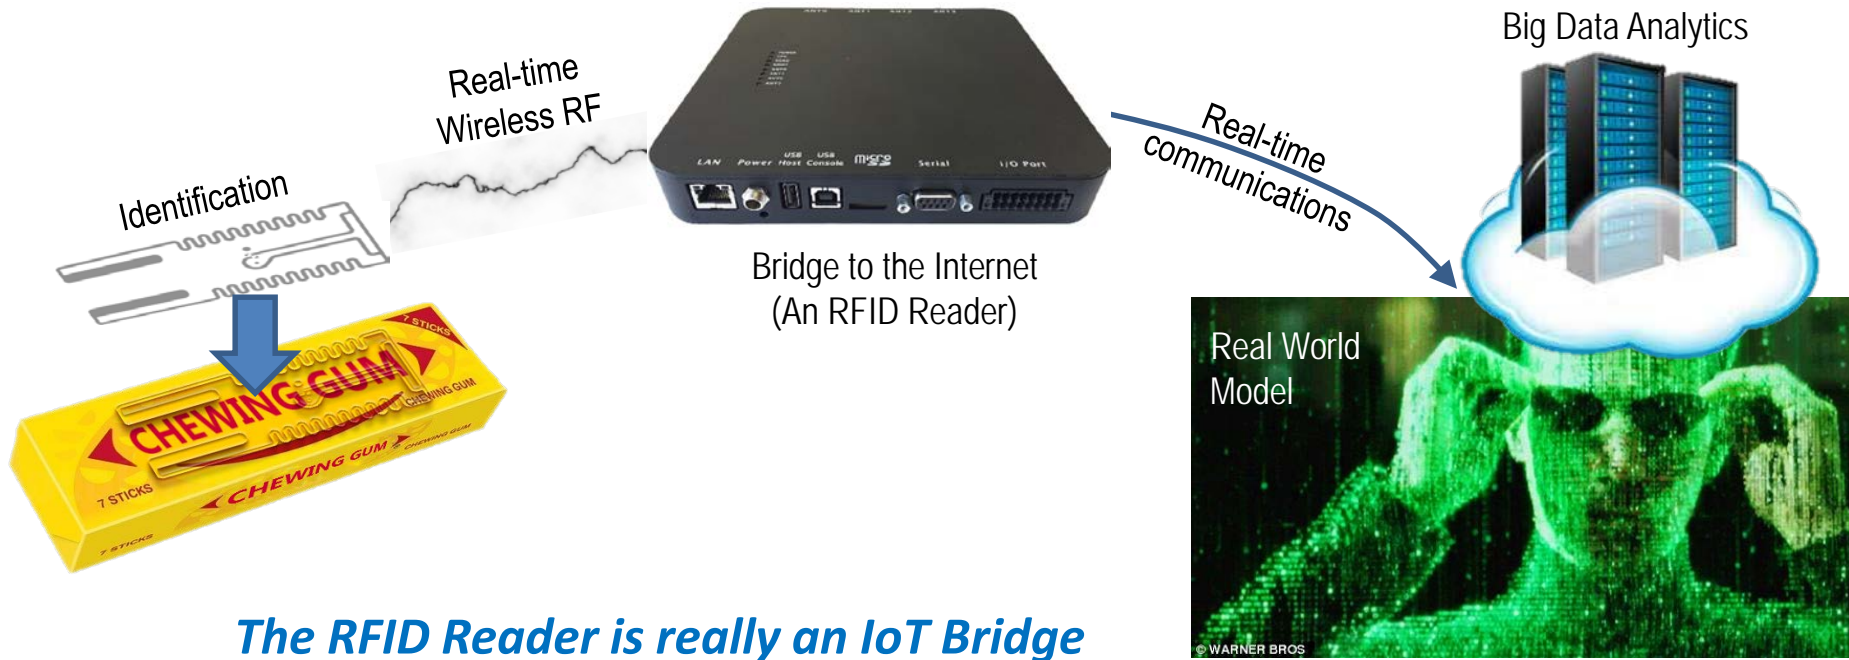 Big Data Analytics
Real-time
Wireless RF
Identification
LAN Power USB Host USB Console Micro SD Serial I/O Port
Real-time
communications
Bridge to the Internet
(An RFID Reader)
Real World
Model
7 STICKS
CHEWING GUM
CHEWING GUM
7 STICKS
CHEWING GUM
CHEWING GUM
7 STICKS
The RFID Reader is really an IoT Bridge
© WARNER BROS